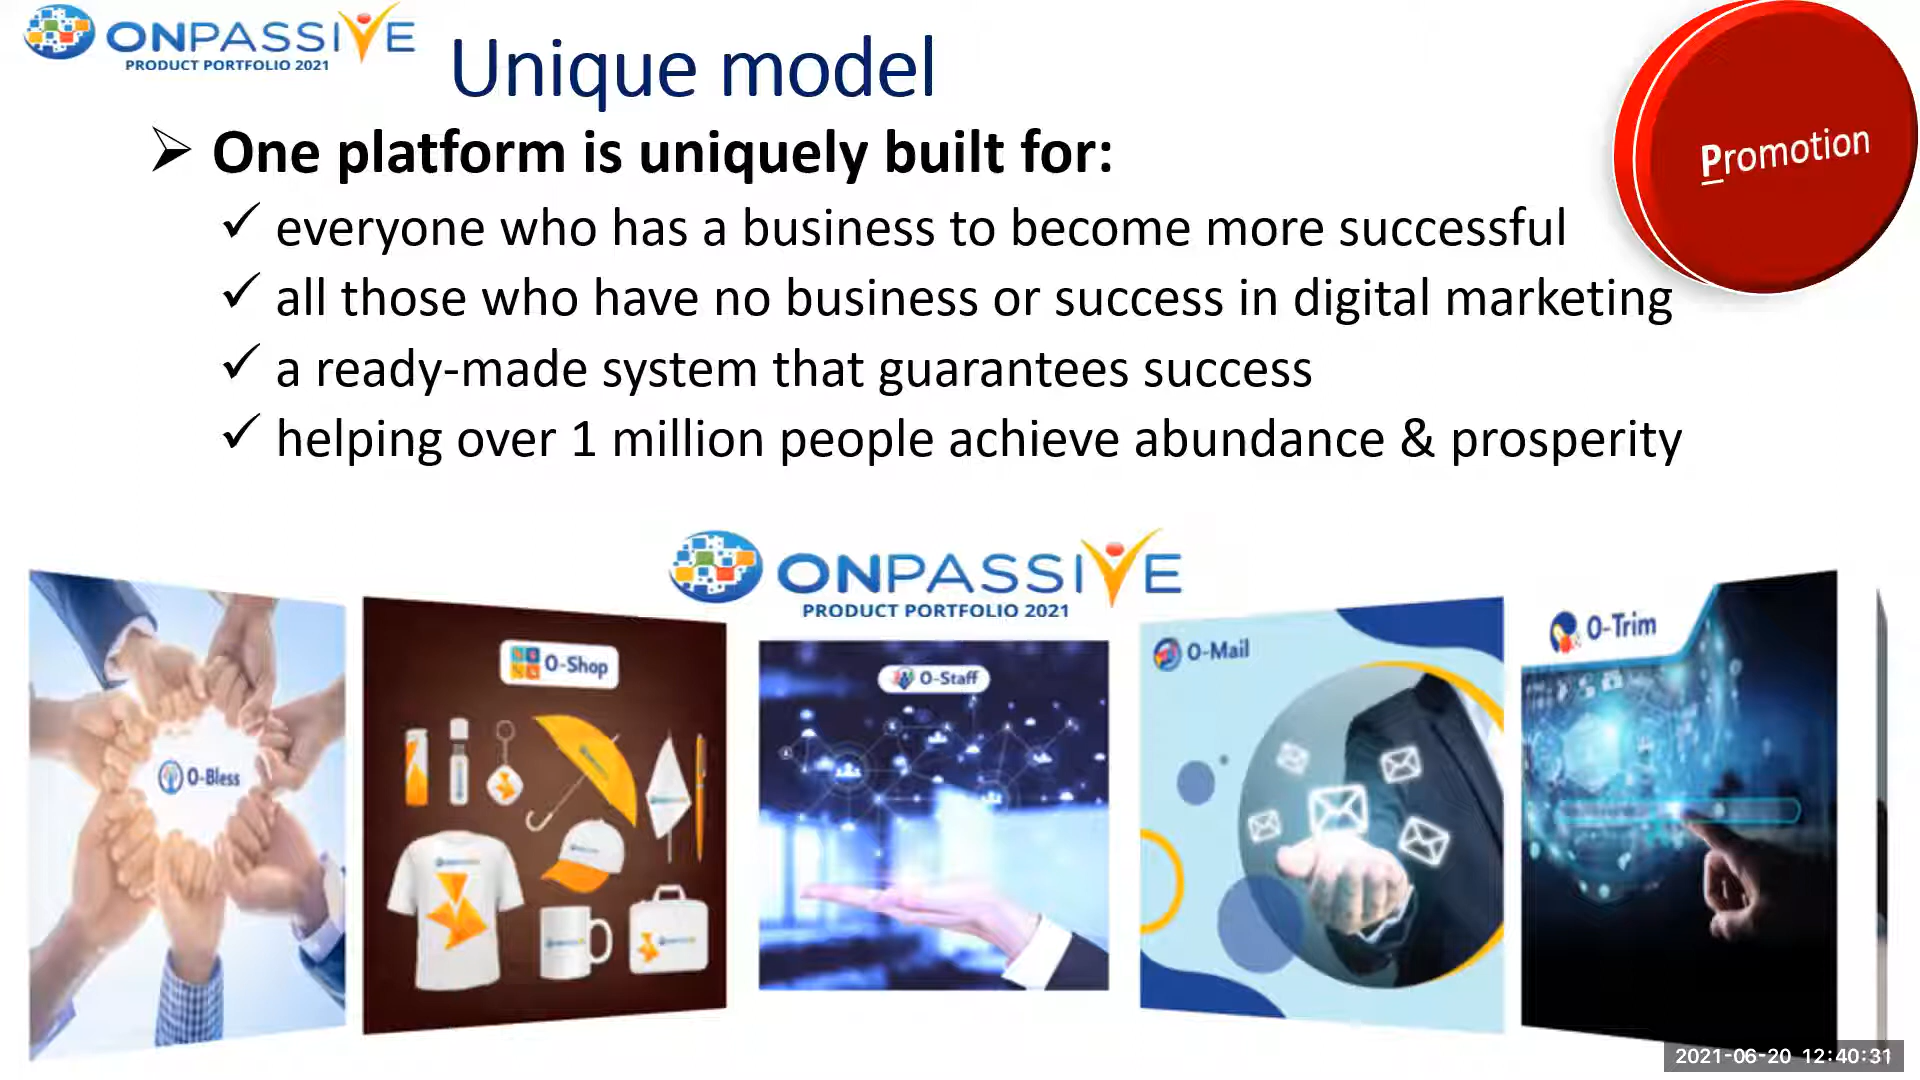 ONPASSIVE
PRODUCT PORTFOLIO 2021
Unique model
Promotion
One platform is uniquely built for:
everyone who has a business to become more successful
all those who have no business or success in digital marketing
a ready-made system that guarantees success
helping over 1 million people achieve abundance & prosperity
ONPASSIVE
PRODUCT PORTFOLIO 2021
O-Bless
O-Shop
O-Staff
O-Mail
O-Trim
2021-06-20 12:40:31